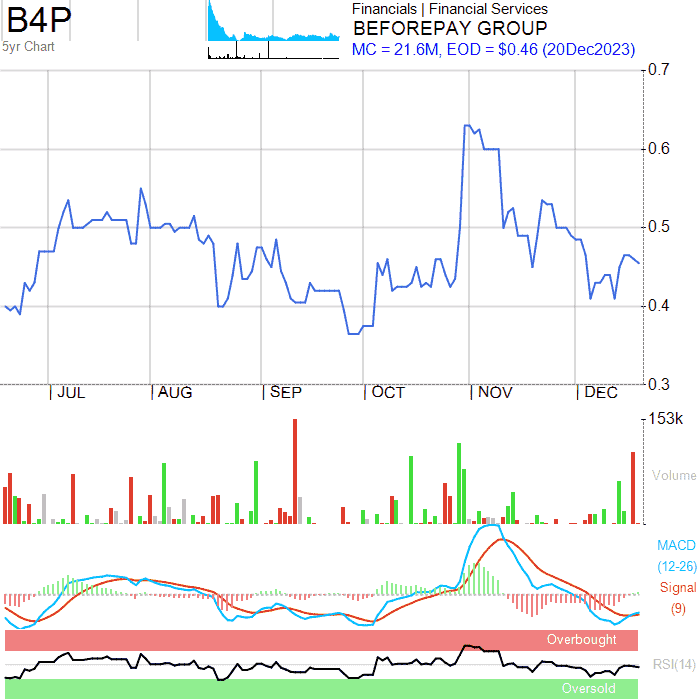 B4P
5yr Chart
Financials | Financial Services
BEFOREPAY GROUP
MC = 21.6M, EOD = $0.46 (20Dec2023)
0.7
0.6
0.5
0.4
0.3
JUL AUG SEP OCT NOV DEC
153k
Volume
MACD
(12-26)
Signal
(9)
Overbought
RSI(14)
Oversold